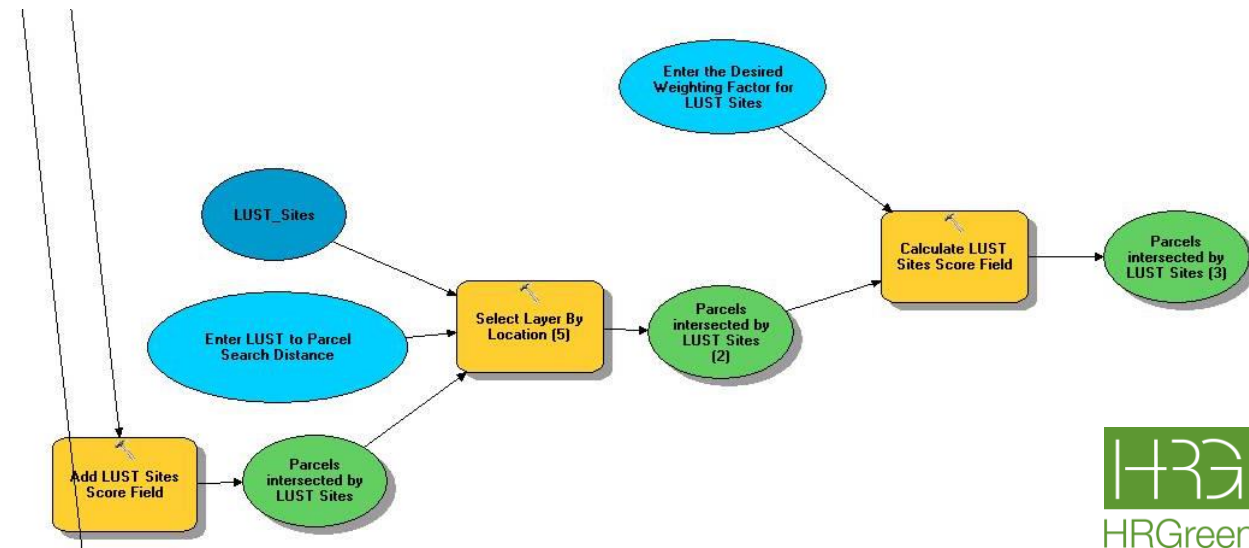 Enter the Desired
Weighting Factor for
LUST Sites
LUST_Sites
Calculate LUST
Sites Score Field
Parcels
intersected by
LUST Sites (3)
Select Layer By
Location (5)
Enter LUST to Parcel
Search Distance
Parcels
intersected by
LUST Sites
(2)
Add LUST Sites
Score Field
Parcels
intersected by
LUST Sites
HRG
HRGreen